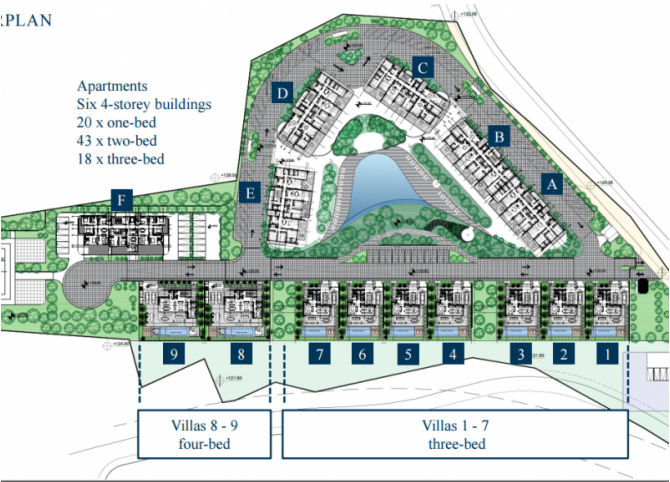 RPLAN
Apartments
Six 4-storey buildings
20 x one-bed
43 x two-bed
18 x three-bed
C
D
B
A
E
F
9
8
7
6
5
4
3
2
1
Villas 8 - 9
four-bed
Villas 1 - 7
three-bed